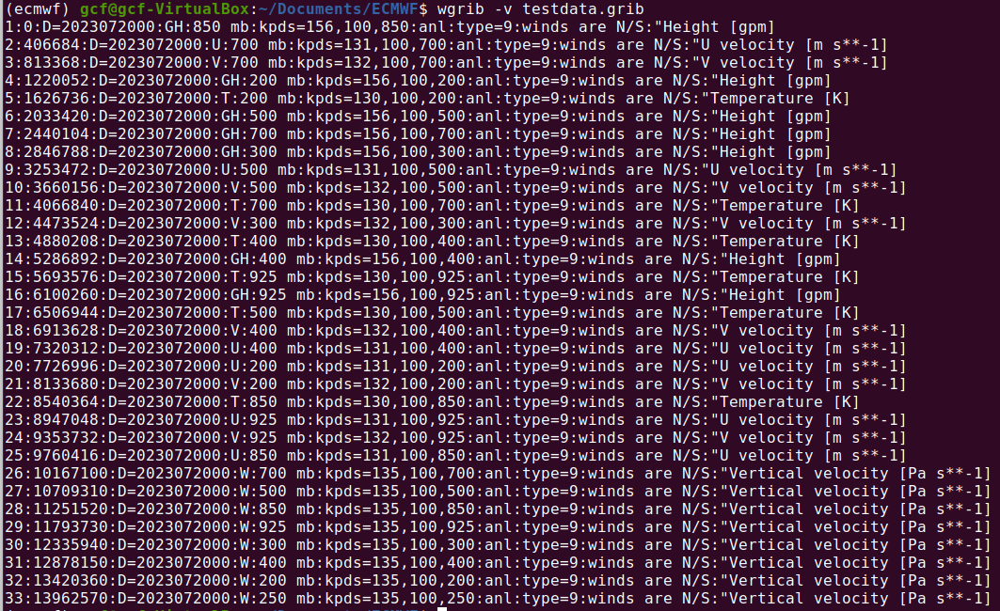 (ecmwf) gcf@gcf-VirtualBox:~/Documents/ECMWF$ wgrib -v testdata.grib
1:0:D=2023072000:GH:850 mb:kpds=156,100,850:anl:type=9:winds are N/S:"Height [gpm]
2:406684:D=2023072000:U:700 mb:kpds=131,100,700:anl:type=9:winds are N/S:"U velocity [m s**-1]
3:813368:D=2023072000:V:700 mb:kpds=132,100,700:anl:type=9:winds are N/S:"V velocity [m s**-1]
4:1220052:D=2023072000:GH:200 mb:kpds=156,100,200:anl:type=9:winds are N/S:"Height [gpm]
5:1626736:D=2023072000:T:200 mb:kpds=130,100,200:anl:type=9:winds are N/S:"Temperature [K]
6:2033420:D=2023072000:GH:500 mb:kpds=156,100,500:anl:type=9:winds are N/S:"Height [gpm]
7:2440104:D=2023072000:GH:700 mb:kpds=156,100,700:anl:type=9:winds are N/S:"Height [gpm]
8:2846788:D=2023072000:GH:300 mb:kpds=156,100,300:anl:type=9:winds are N/S:"Height [gpm]
9:3253472:D=2023072000:U:500 mb:kpds=131,100,500:anl:type=9:winds are N/S:"U velocity [m s**-1]
10:3660156:D=2023072000:V:500 mb:kpds=132,100,500:anl:type=9:winds are N/S:"V velocity [m s**-1]
11:4066840:D=2023072000:T:700 mb:kpds=130,100,700:anl:type=9:winds are N/S:"Temperature [K]
12:4473524:D=2023072000:V:300 mb:kpds=132,100,300:anl:type=9:winds are N/S:"V velocity [m s**-1]
13:4880208:D=2023072000:T:400 mb:kpds=130,100,400:anl:type=9:winds are N/S:"Temperature [K]
14:5286892:D=2023072000:GH:400 mb:kpds=156,100,400:anl:type=9:winds are N/S:"Height [gpm]
15:5693576:D=2023072000:T:925 mb:kpds=130,100,925:anl:type=9:winds are N/S:"Temperature [K]
16:6100260:D=2023072000:GH:925 mb:kpds=156,100,925:anl:type=9:winds are N/S:"Height [gpm]
17:6506944:D=2023072000:T:500 mb:kpds=130,100,500:anl:type=9:winds are N/S:"Temperature [K]
18:6913628:D=2023072000:V:400 mb:kpds=132,100,400:anl:type=9:winds are N/S:"V velocity [m s**-1]
19:7320312:D=2023072000:U:400 mb:kpds=131,100,400:anl:type=9:winds are N/S:"U velocity [m s**-1]
20:7726996:D=2023072000:U:200 mb:kpds=131,100,200:anl:type=9:winds are N/S:"U velocity [m s**-1]
21:8133680:D=2023072000:V:200 mb:kpds=132,100,200:anl:type=9:winds are N/S:"V velocity [m s**-1]
22:8540364:D=2023072000:T:850 mb:kpds=130,100,850:anl:type=9:winds are N/S:"Temperature [K]
23:8947048:D=2023072000:U:925 mb:kpds=131,100,925:anl:type=9:winds are N/S:"U velocity [m s**-1]
24:9353732:D=2023072000:V:925 mb:kpds=132,100,925:anl:type=9:winds are N/S:"V velocity [m s**-1]
25:9760416:D=2023072000:U:850 mb:kpds=131,100,850:anl:type=9:winds are N/S:"U velocity [m s**-1]
26:10167100:D=2023072000:W:700 mb:kpds=135,100,700:anl:type=9:winds are N/S:"Vertical velocity [Pa s**-1]
27:10709310:D=2023072000:W:500 mb:kpds=135,100,500:anl:type=9:winds are N/S:"Vertical velocity [Pa s**-1]
28:11251520:D=2023072000:W:850 mb:kpds=135,100,850:anl:type=9:winds are N/S:"Vertical velocity [Pa s**-1]
29:11793730:D=2023072000:W:925 mb:kpds=135,100,925:anl:type=9:winds are N/S:"Vertical velocity [Pa s**-1]
30:12335940:D=2023072000:W:300 mb:kpds=135,100,300:anl:type=9:winds are N/S:"Vertical velocity [Pa s**-1]
31:12878150:D=2023072000:W:400 mb:kpds=135,100,400:anl:type=9:winds are N/S:"Vertical velocity [Pa s**-1]
32:13420360:D=2023072000:W:200 mb:kpds=135,100,200:anl:type=9:winds are N/S:"Vertical velocity [Pa s**-1]
33:13962570:D=2023072000:W:250 mb:kpds=135,100,250:anl:type=9:winds are N/S:"Vertical velocity [Pa s**-1]